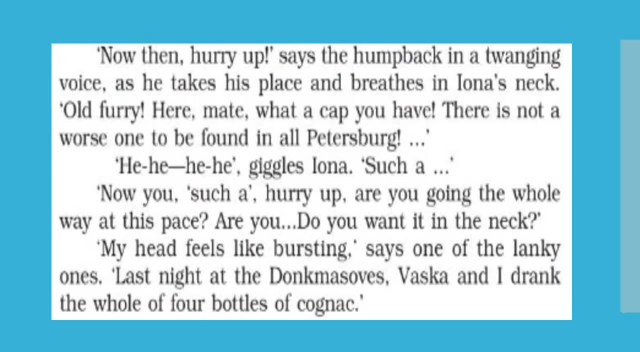 'Now then, hurry up!' says the humpback in a twanging
voice, as he takes his place and breathes in Iona's neck.
'Old furry! Here, mate, what a cap you have! There is not a
worse one to be found in all Petersburg! ...'
'He-he—he-he', giggles Iona. 'Such a ...'
'Now you, 'such a', hurry up, are you going the whole
way at this pace? Are you...Do you want it in the neck?'
'My head feels like bursting,' says one of the lanky
ones. 'Last night at the Donkmasoves, Vaska and I drank
the whole of four bottles of cognac.'